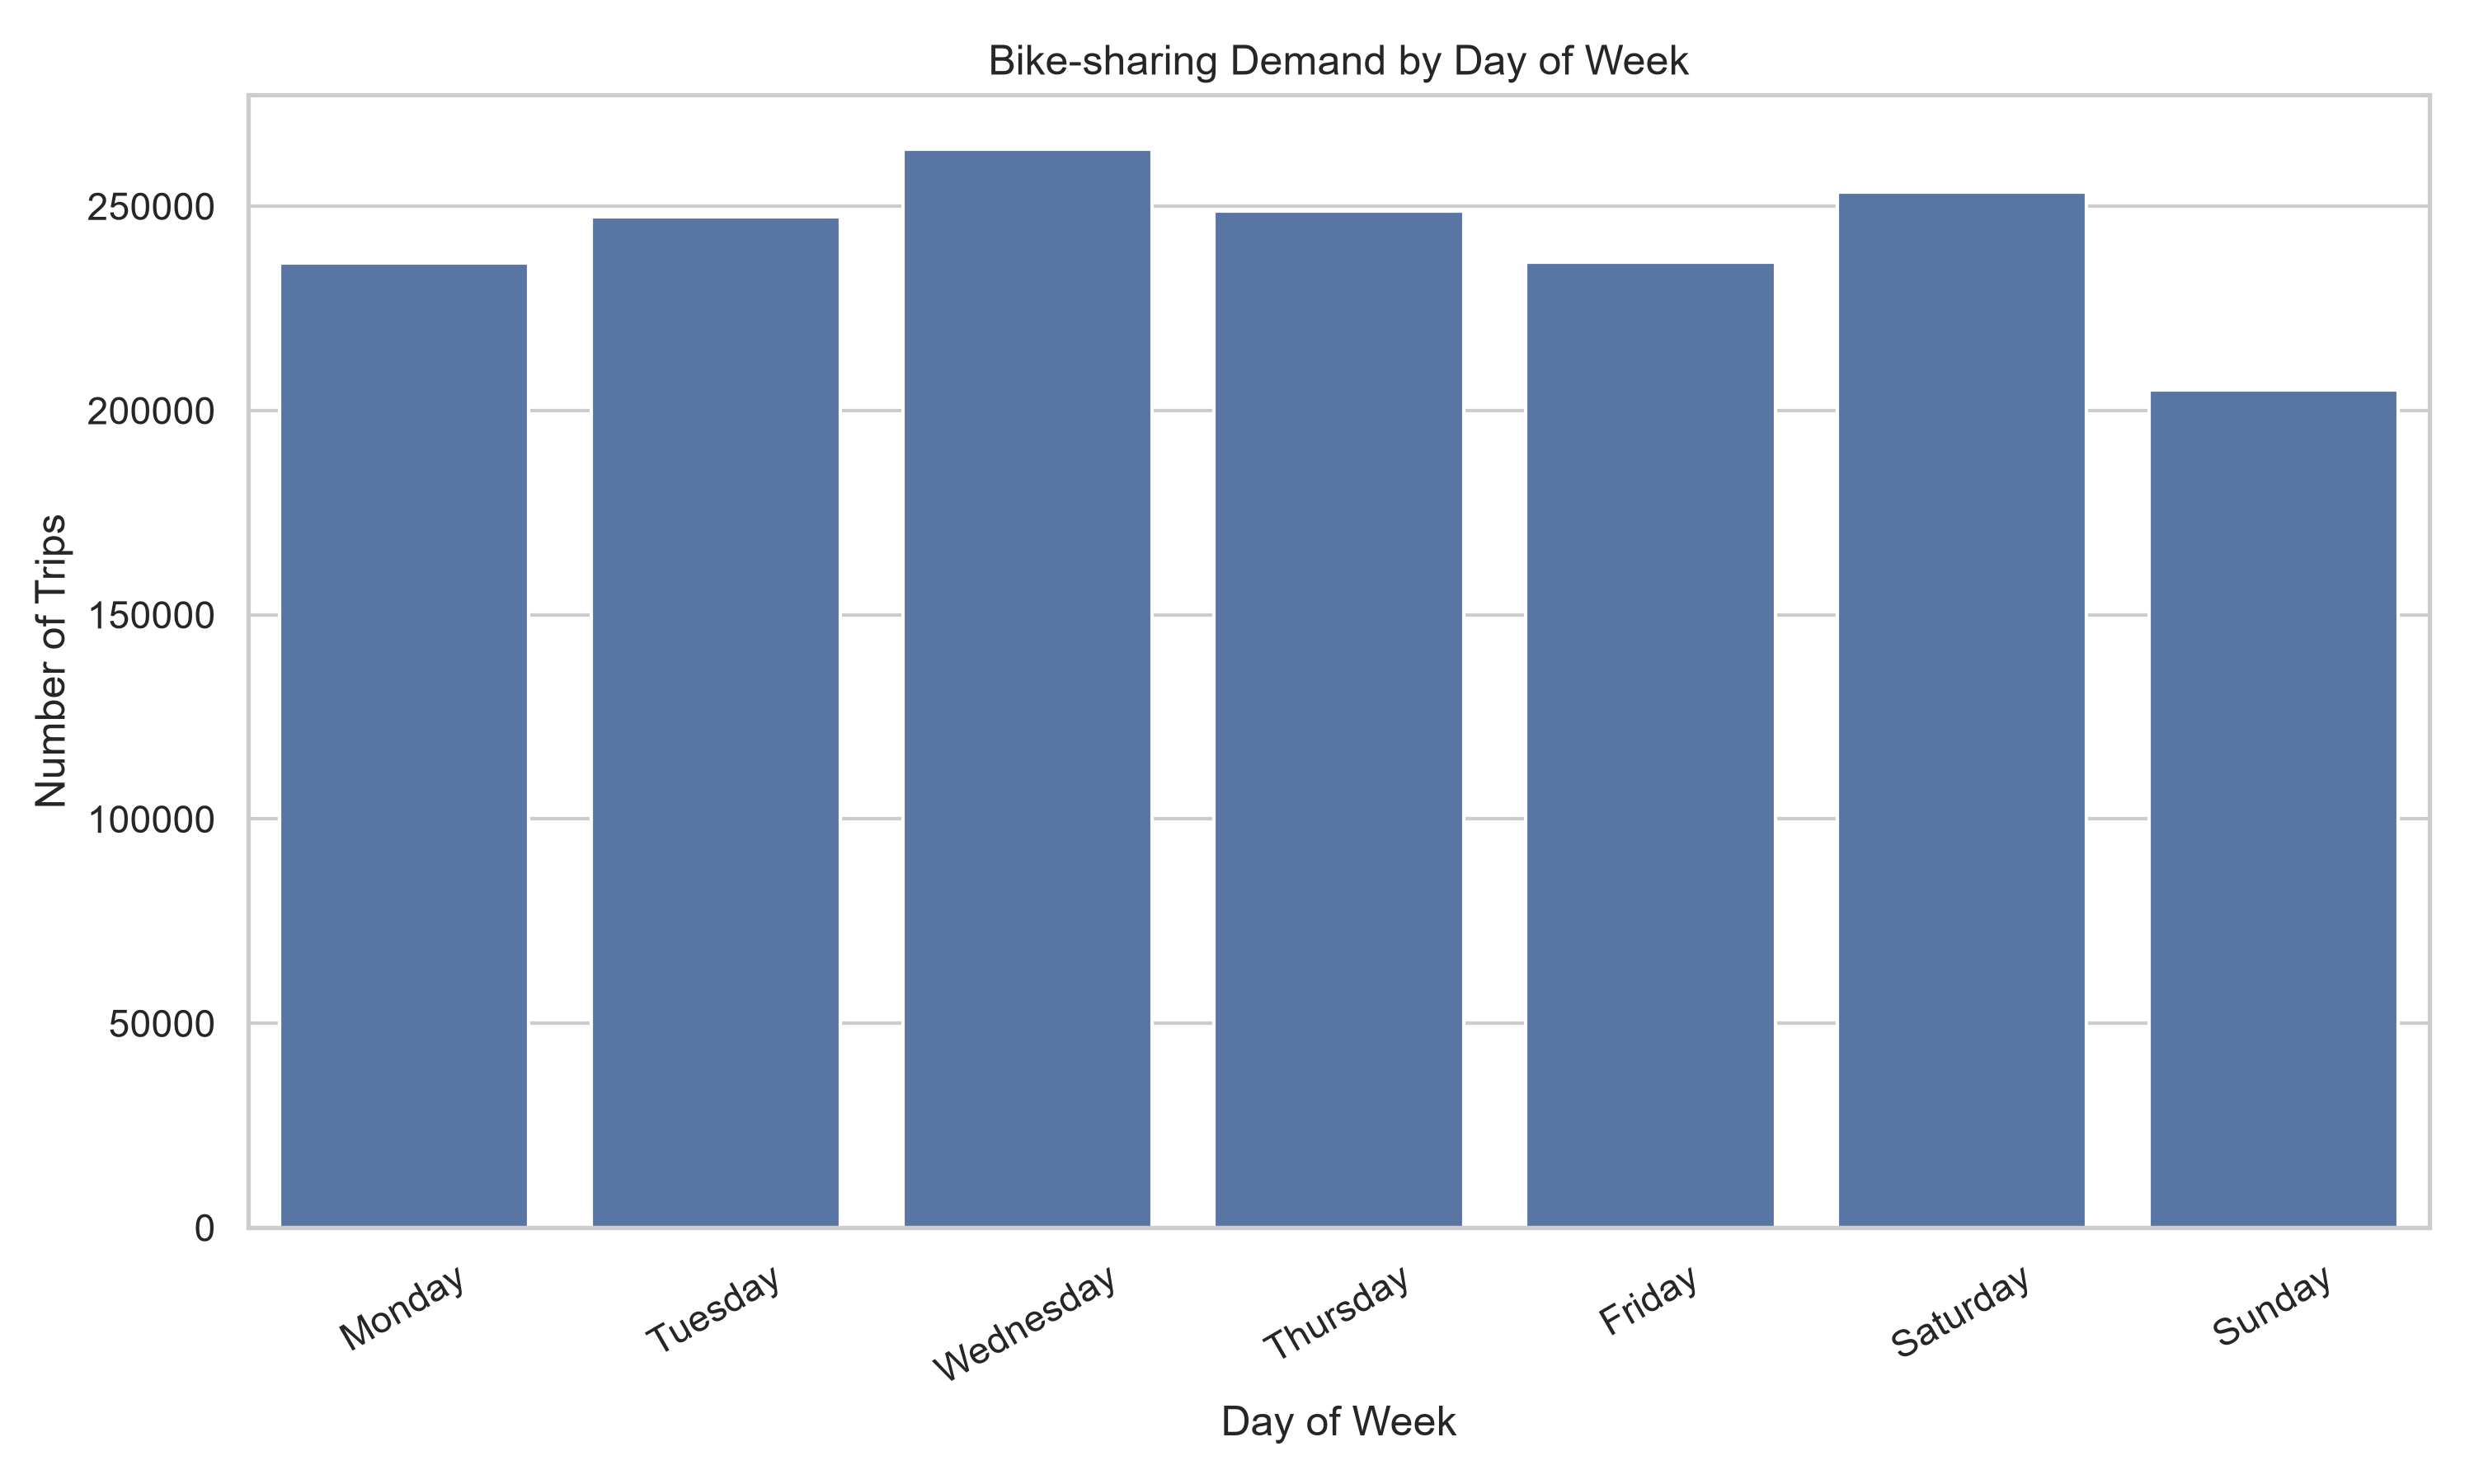 Bike-sharing Demand by Day of Week
Number of Trips
250000
200000
150000
100000
50000
0
Monday
Tuesday
Wednesday
Thursday
Friday
Saturday
Sunday
Day of Week